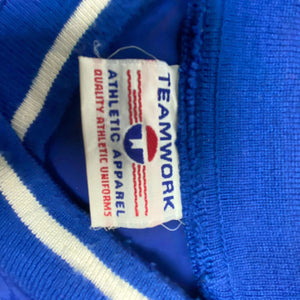 TEAMWORK
ATHLETIC APPAREL
QUALITY ATHLETIC UNIFORMS